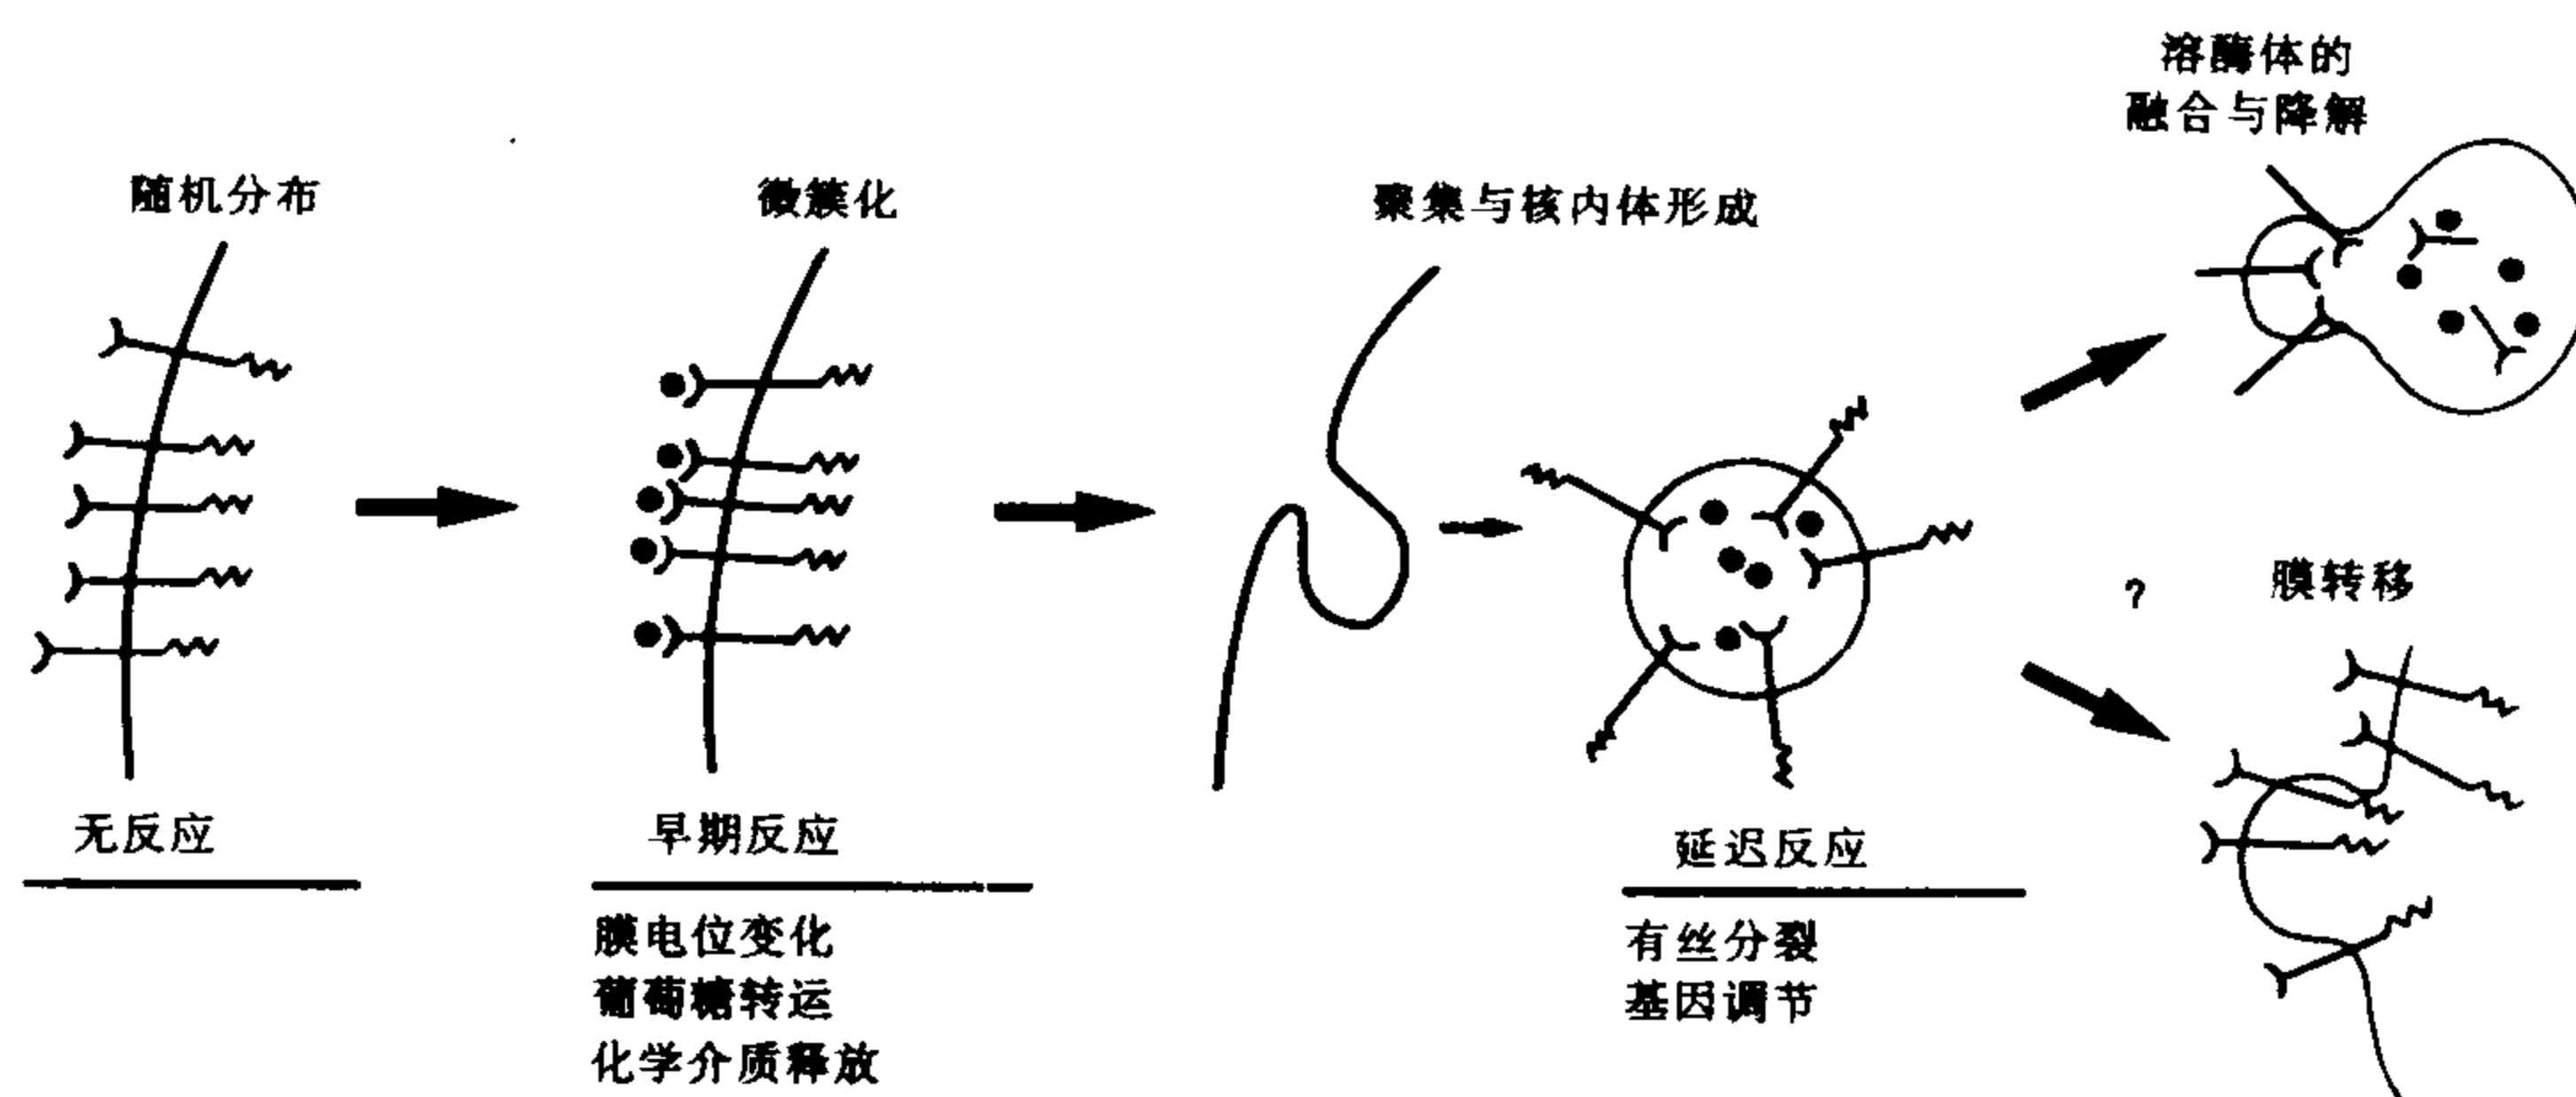 随机分布
微簇化
聚集与核内体形成
溶酶体的
融合与降解
?
膜转移
无反应
早期反应
膜电位变化
葡萄糖转运
化学介质释放
延迟反应
有丝分裂
基因调节